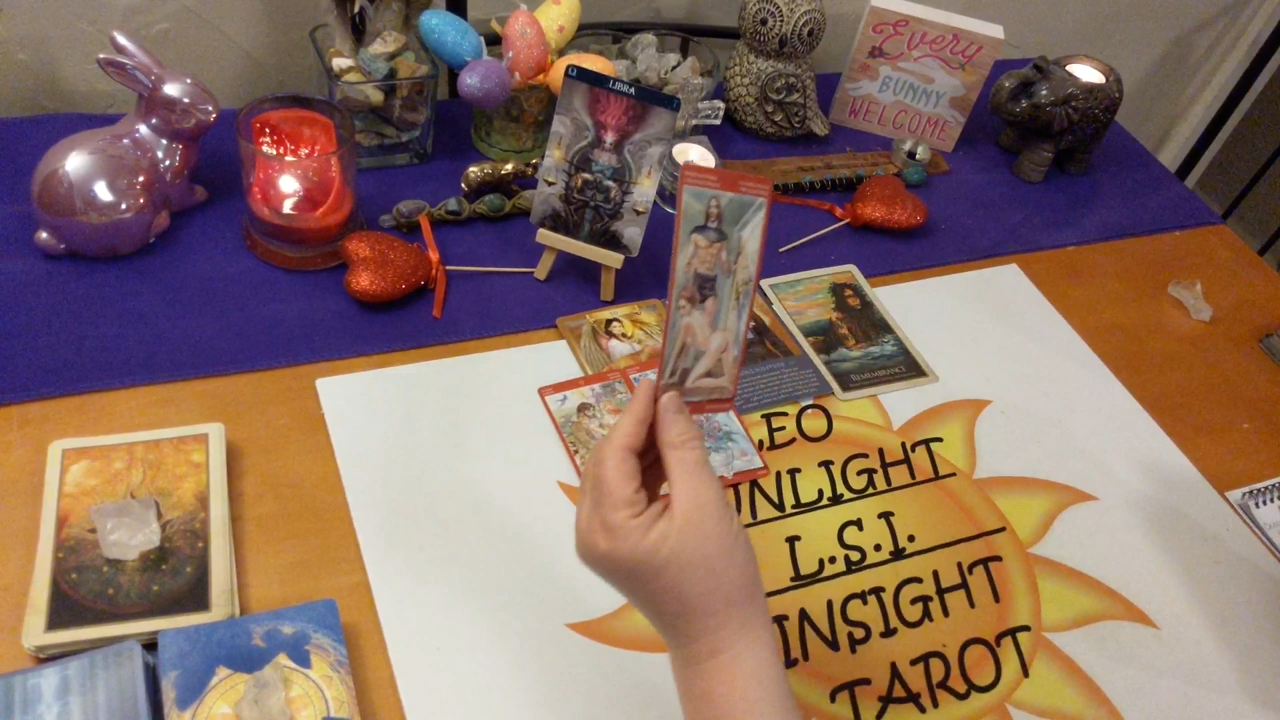 Every
BUNNY
WELCOME
LIBRA
REMEMBRANCE
LEO
UNLIGHT
L.S.I.
INSIGHT
TAROT